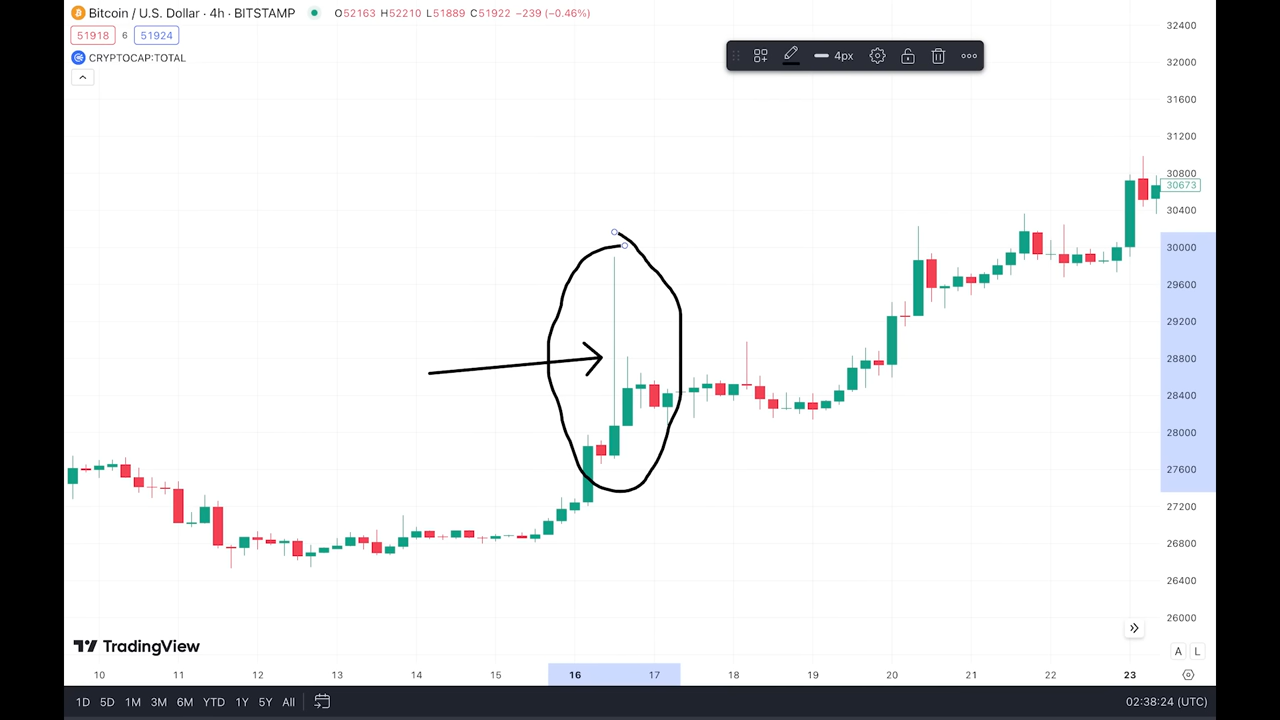 Bitcoin / U.S. Dollar · 4h · BITSTAMP O52163 H52210 L51889 C51922 −239 (−0.46%)
51918 6 51924
CRYPTOCAP:TOTAL
4px
32400
32000
31600
31200
30800
30673
30400
30000
29600
29200
28800
28400
28000
27600
27200
26800
26400
26000
TradingView
A L
10 11 12 13 14 15 16 17 18 19 20 21 22 23
1D 5D 1M 3M 6M YTD 1Y 5Y All 02:38:24 (UTC)